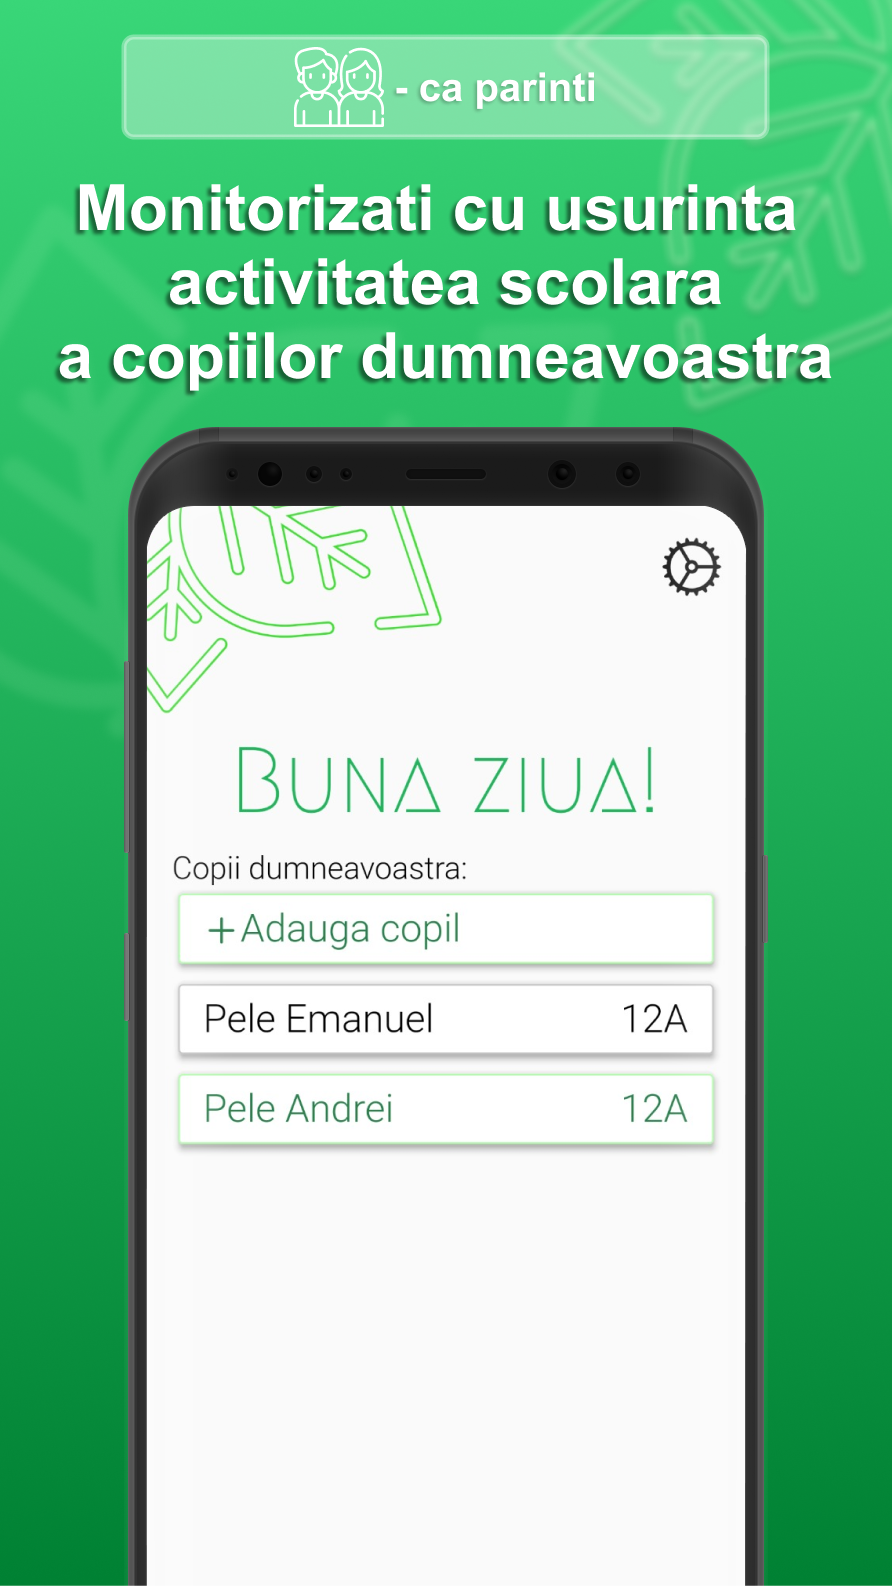 - ca parinti
Monitorizati cu usurinta
activitatea scolara
a copiilor dumneavoastra
Buna ziua!
Copii dumneavoastra:
+Adauga copil
Pele Emanuel 12A
Pele Andrei 12A